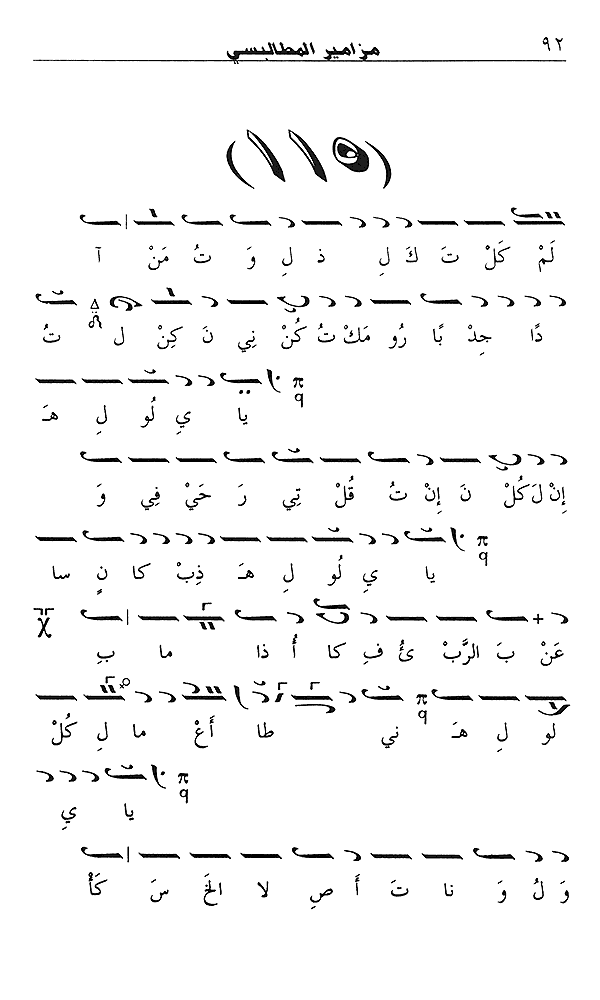 ٩٢ مزامير المطالبسي
(١١٥)
آ مَنْ تُ وَ لِ ذ لِ كَ تَ كَلْ لَمْ
تُ ل كِنْ نَ نِي كُنْ تُ مَكْ رُو بًا جِدْ دًا
هَـ لِ لُو يِ يا
وَ فِي حَيْ رَ تِي قُلْ تُ إِنْ نَ كُلْ لَ إِنْ
سا نٍ كا ذِبْ هَـ لِ لُو يِ يا
بِ ما ذا أُ كا فِ ئُ الرَّبْ بَ عَنْ
كُلْ لِ ما أَعْ طا ني هَـ لِ لُو
يِ يا
كَأْ سَ الخَ لا صِ أَ تَ نا وَ لُ وَ